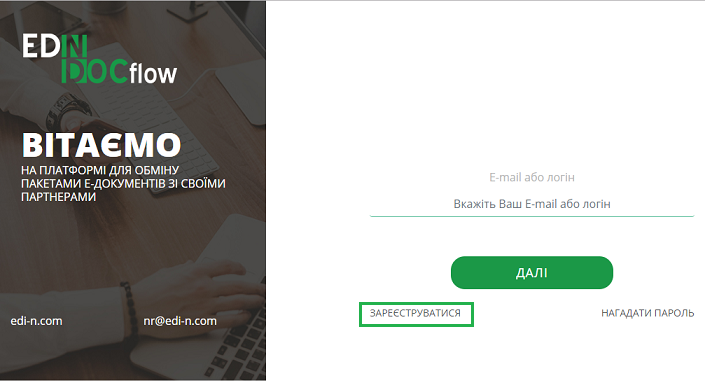 EDIN
DOCflow
ВІТАЄМО
НА ПЛАТФОРМІ ДЛЯ ОБМІНУ
ПАКЕТАМИ Е-ДОКУМЕНТІВ ЗІ СВОЇМИ
ПАРТНЕРАМИ
edi-n.com
nr@edi-n.com
E-mail або логін
Вкажіть Ваш E-mail або логін
ДАЛІ
ЗАРЕЄСТРУВАТИСЯ
НАГАДАТИ ПАРОЛЬ